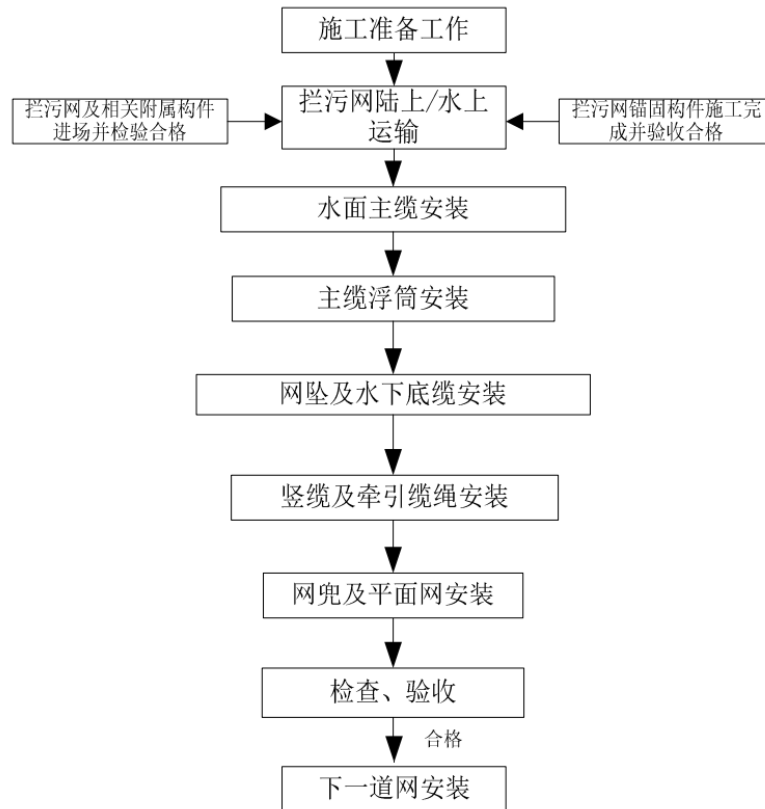 施工准备工作
拦污网及相关附属构件
进场并检验合格
拦污网陆上/水上
运输
拦污网锚固构件施工完
成并验收合格
水面主缆安装
主缆浮筒安装
网坠及水下底缆安装
竖缆及牵引缆绳安装
网兜及平面网安装
检查、验收
合格
下一道网安装